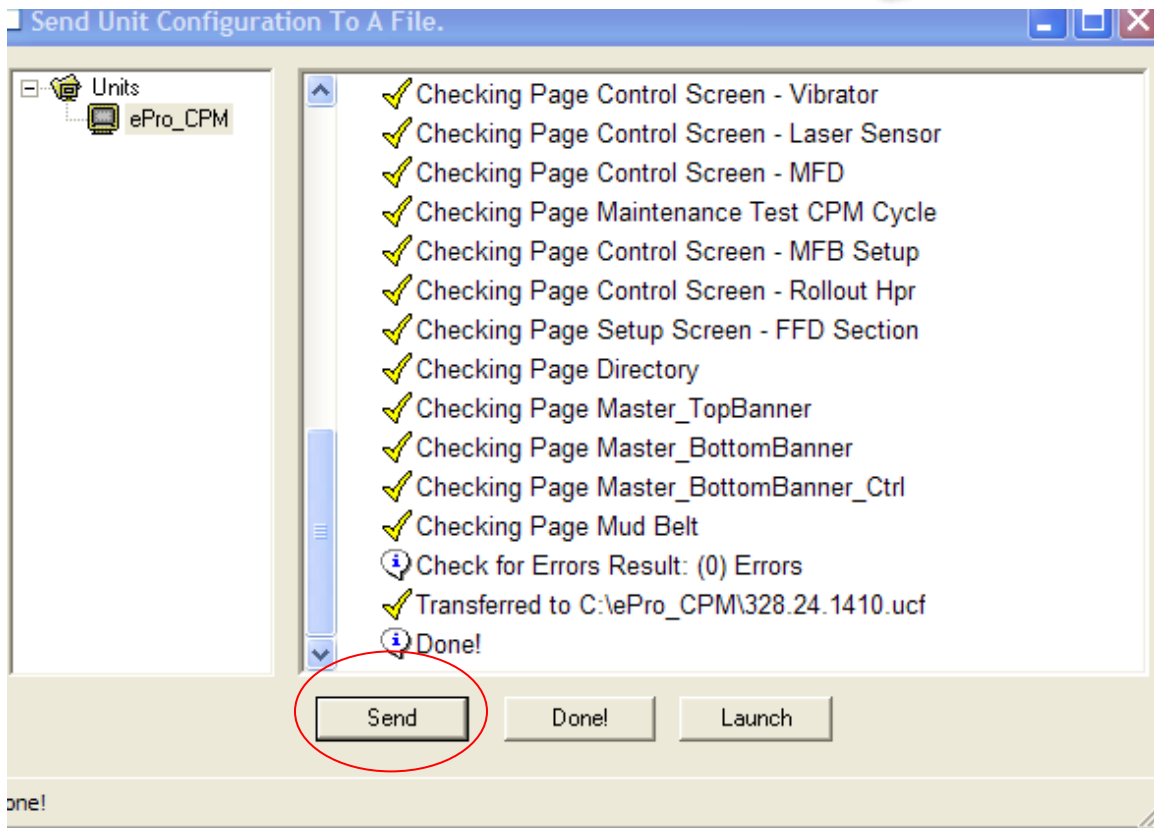 Send Unit Configuration To A File.
Units
ePro_CPM
Checking Page Control Screen - Vibrator
Checking Page Control Screen - Laser Sensor
Checking Page Control Screen - MFD
Checking Page Maintenance Test CPM Cycle
Checking Page Control Screen - MFB Setup
Checking Page Control Screen - Rollout Hpr
Checking Page Setup Screen - FFD Section
Checking Page Directory
Checking Page Master_TopBanner
Checking Page Master_BottomBanner
Checking Page Master_BottomBanner_Ctrl
Checking Page Mud Belt
Check for Errors Result: (0) Errors
Transferred to C:\ePro_CPM\328.24.1410.ucf
Done!
Send Done! Launch
one!